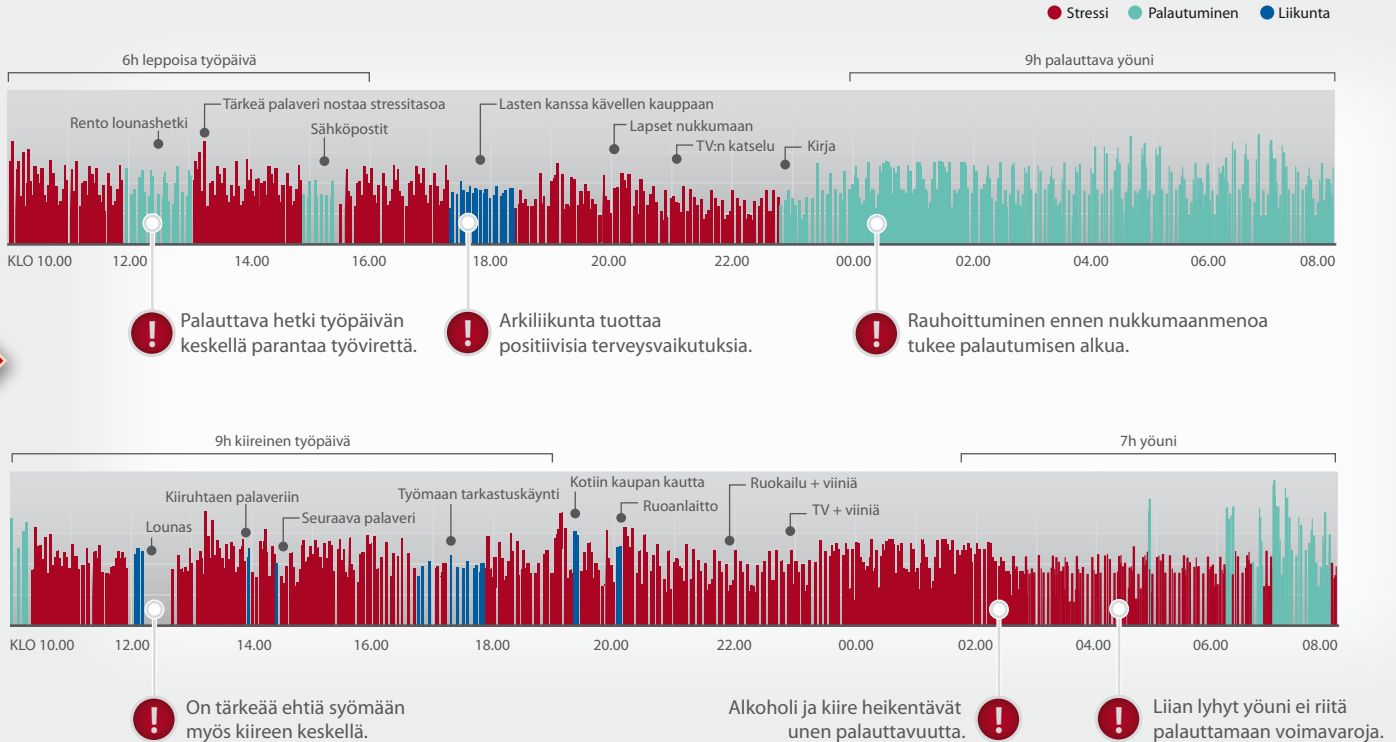 Stressi Palautuminen Liikunta
6h leppoisa työpäivä
9h palauttava yöuni
Rento lounashetki
Tärkeä palaveri nostaa stressitasoa
Sähköpostit
Lasten kanssa kävellen kauppaan
Lapset nukkumaan
TV:n katselu
Kirja
KLO 10.00 12.00 14.00 16.00 18.00 20.00 22.00 00.00 02.00 04.00 06.00 08.00
Palauttava hetki työpäivän
keskellä parantaa työvirettä.
Arkiliikunta tuottaa
positiivisia terveysvaikutuksia.
Rauhoittuminen ennen nukkumaanmenoa
tukee palautumisen alkua.
9h kiireinen työpäivä
7h yöuni
Lounas
Kiiruhtaen palaveriin
Seuraava palaveri
Työmaan tarkastuskäynti
Kotiin kaupan kautta
Ruoanlaitto
Ruokailu + viiniä
TV + viiniä
KLO 10.00 12.00 14.00 16.00 18.00 20.00 22.00 00.00 02.00 04.00 06.00 08.00
On tärkeää ehtiä syömään
myös kiireen keskellä.
Alkoholi ja kiire heikentävät
unen palauttavuutta.
Liian lyhyt yöuni ei riitä
palauttamaan voimavaroja.